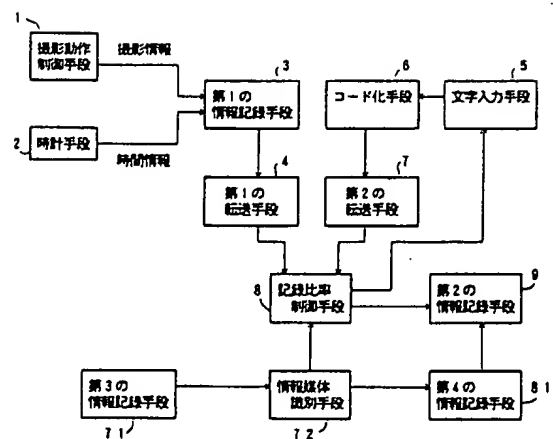 1
撮影動作
制御手段
撮影情報
2
時計手段
時間情報
3
第1の
情報記録手段
6
コード化手段
5
文字入力手段
4
第1の
転送手段
7
第2の
転送手段
8
記録比率
制御手段
9
第2の
情報記録手段
第3の
情報記録手段
71
情報媒体
識別手段
72
第4の
情報記録手段
81